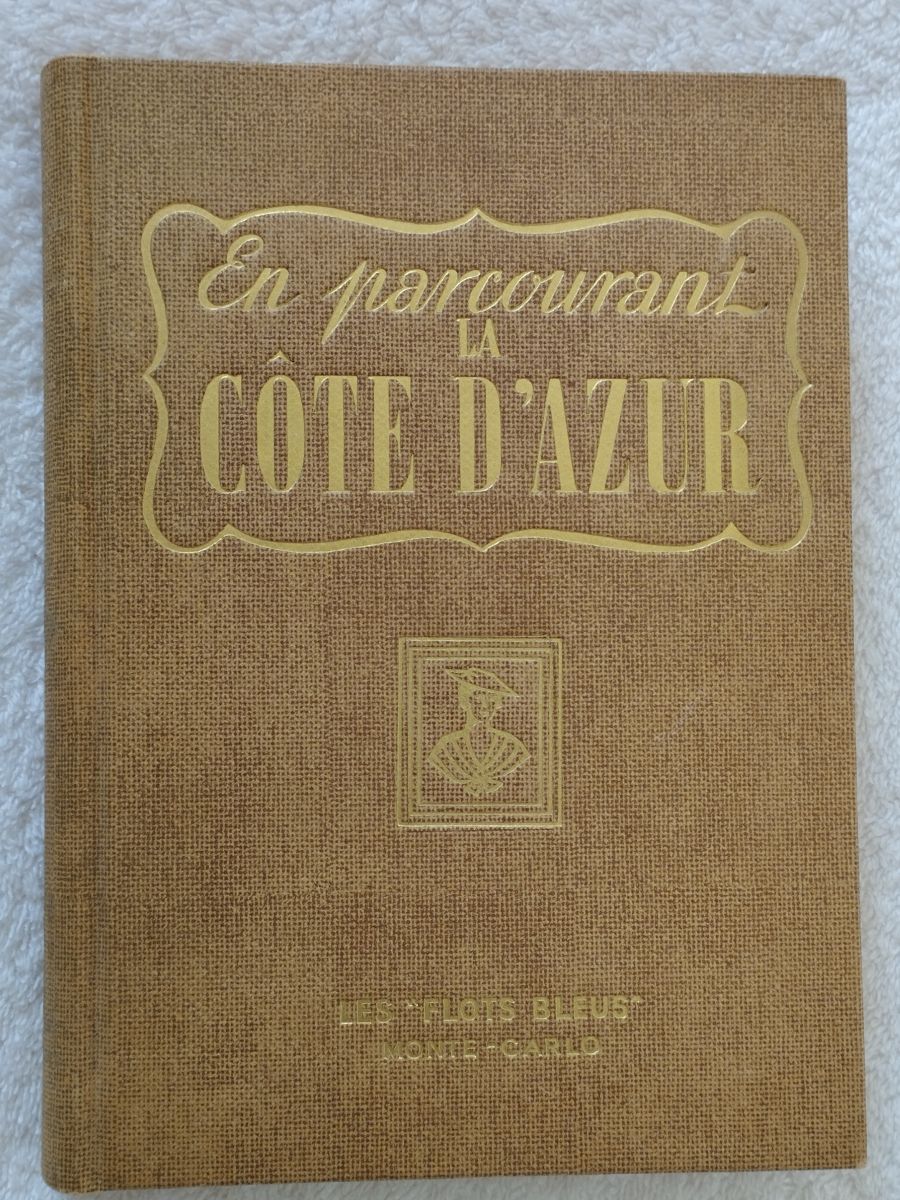 En parcourant
LA
CÔTE D'AZUR
LES "FLOTS BLEUS"
MONTE-CARLO